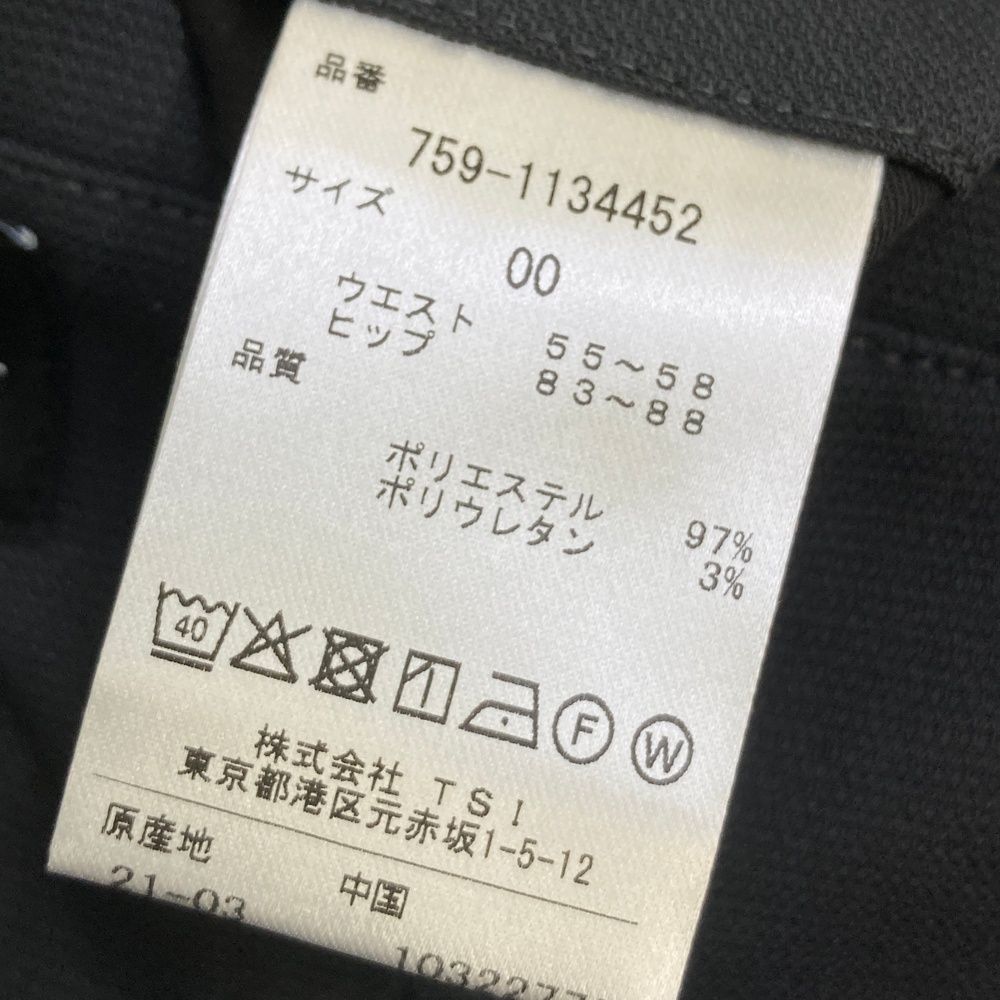 品番
759-1134452
サイズ
00
ウエスト 55〜58
ヒップ 83〜88
品質
ポリエステル 97%
ポリウレタン 3%
40
F W
株式会社 TSI
東京都港区元赤坂1-5-12
原産地
中国
21-03